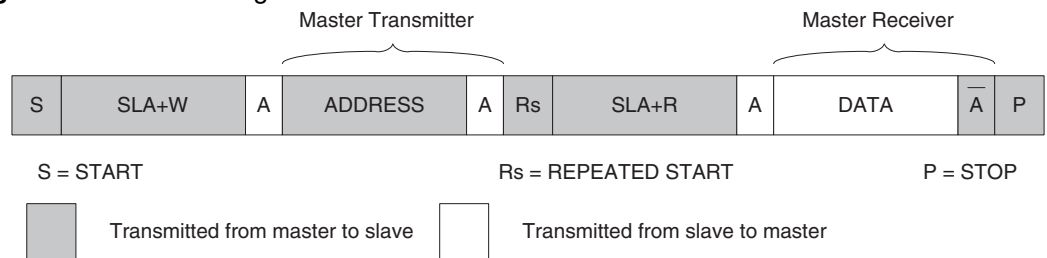 Master Transmitter Master Receiver
S SLA+W A ADDRESS A Rs SLA+R A DATA A̅ P
S = START Rs = REPEATED START P = STOP
Transmitted from master to slave Transmitted from slave to master